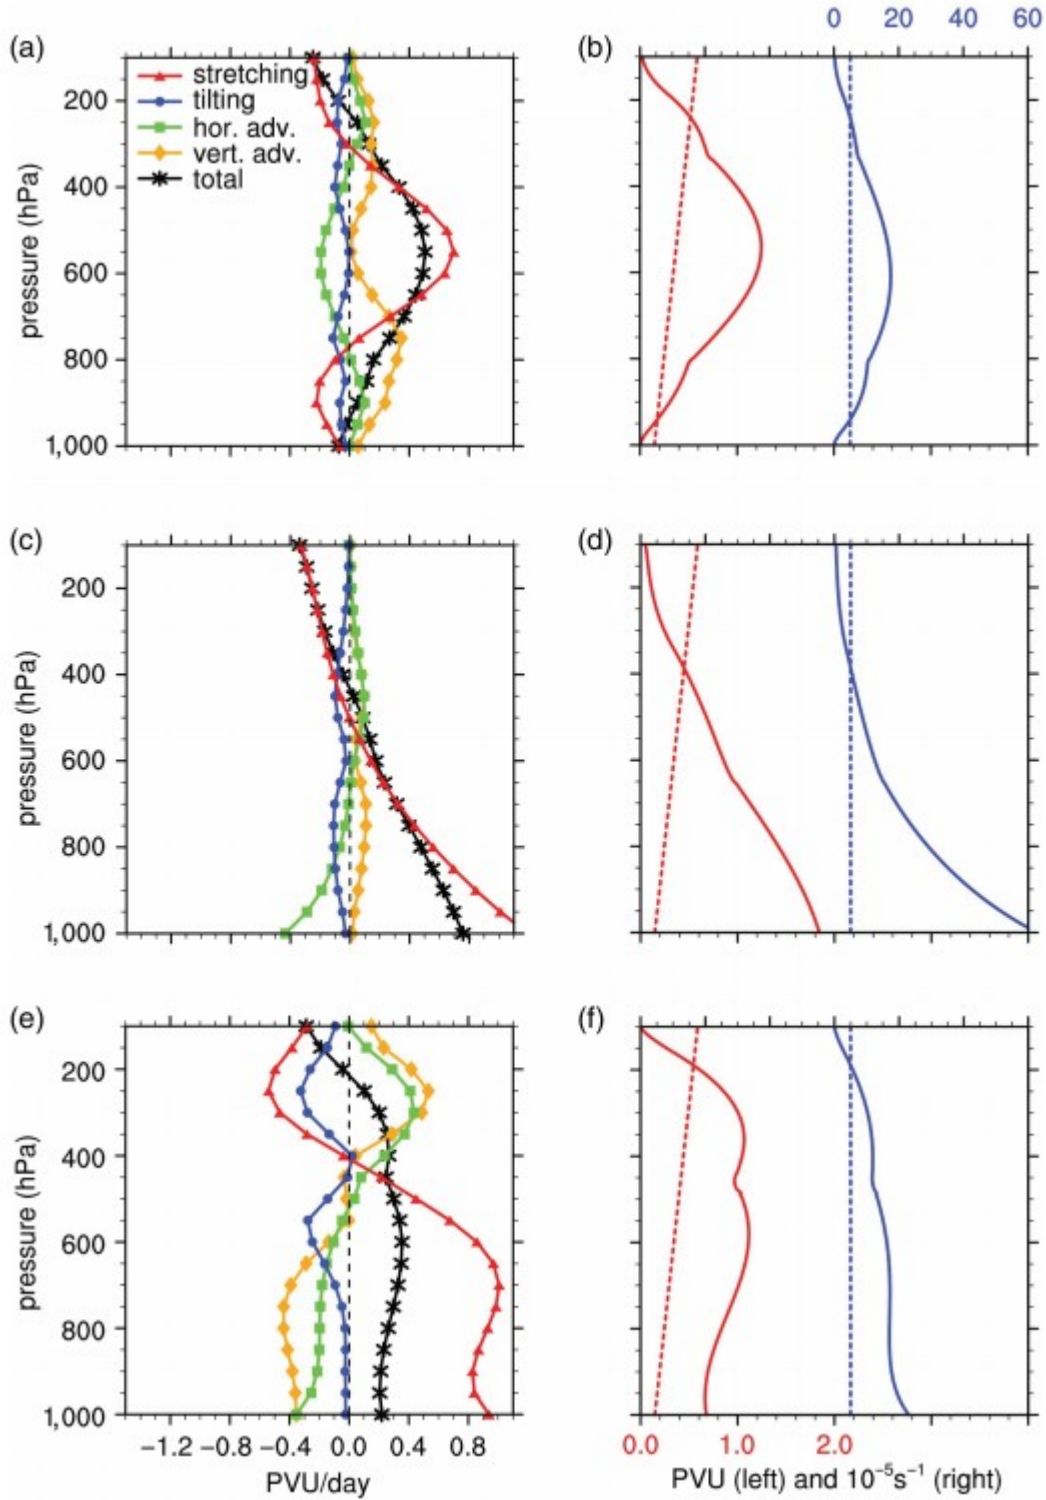 0 20 40 60
(a) (b)
stretching
tilting
hor. adv.
vert. adv.
total
200
400
600
800
1,000
pressure (hPa)
(c) (d)
200
400
600
800
1,000
pressure (hPa)
(e) (f)
200
400
600
800
1,000
pressure (hPa)
−1.2 −0.8 −0.4 0.0 0.4 0.8 0.0 1.0 2.0
PVU/day PVU (left) and 10⁻⁵s⁻¹ (right)